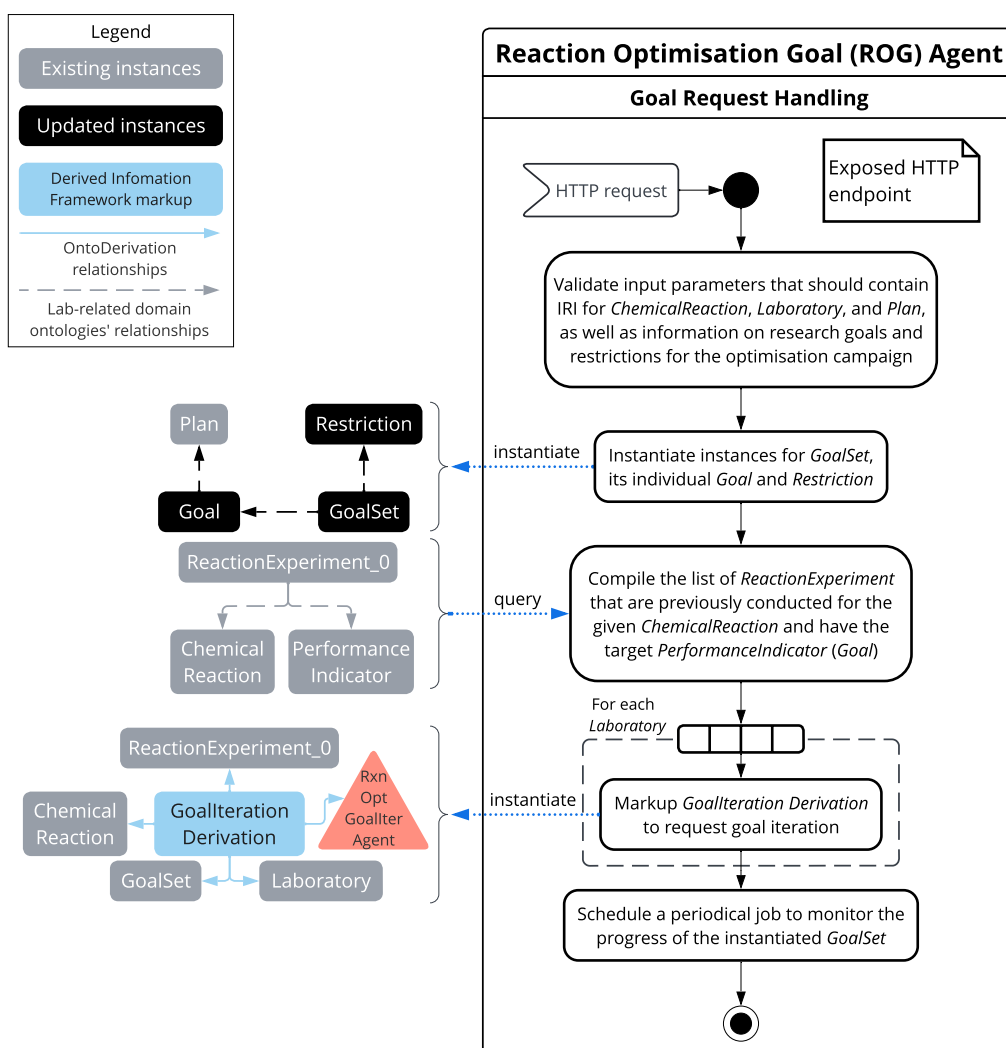 Legend
Existing instances
Updated instances
Derived Infomation
Framework markup
OntoDerivation
relationships
Lab-related domain
ontologies' relationships
Reaction Optimisation Goal (ROG) Agent
Goal Request Handling
HTTP request
Exposed HTTP
endpoint
Validate input parameters that should contain
IRI for ChemicalReaction, Laboratory, and Plan,
as well as information on research goals and
restrictions for the optimisation campaign
Plan
Restriction
Goal
GoalSet
instantiate
Instantiate instances for GoalSet,
its individual Goal and Restriction
ReactionExperiment_0
Chemical
Reaction
Performance
Indicator
query
Compile the list of ReactionExperiment
that are previously conducted for the
given ChemicalReaction and have the
target PerformanceIndicator (Goal)
For each
Laboratory
ReactionExperiment_0
Chemical
Reaction
GoalIteration
Derivation
Rxn
Opt
GoalIter
Agent
GoalSet
Laboratory
instantiate
Markup GoalIteration Derivation
to request goal iteration
Schedule a periodical job to monitor the
progress of the instantiated GoalSet